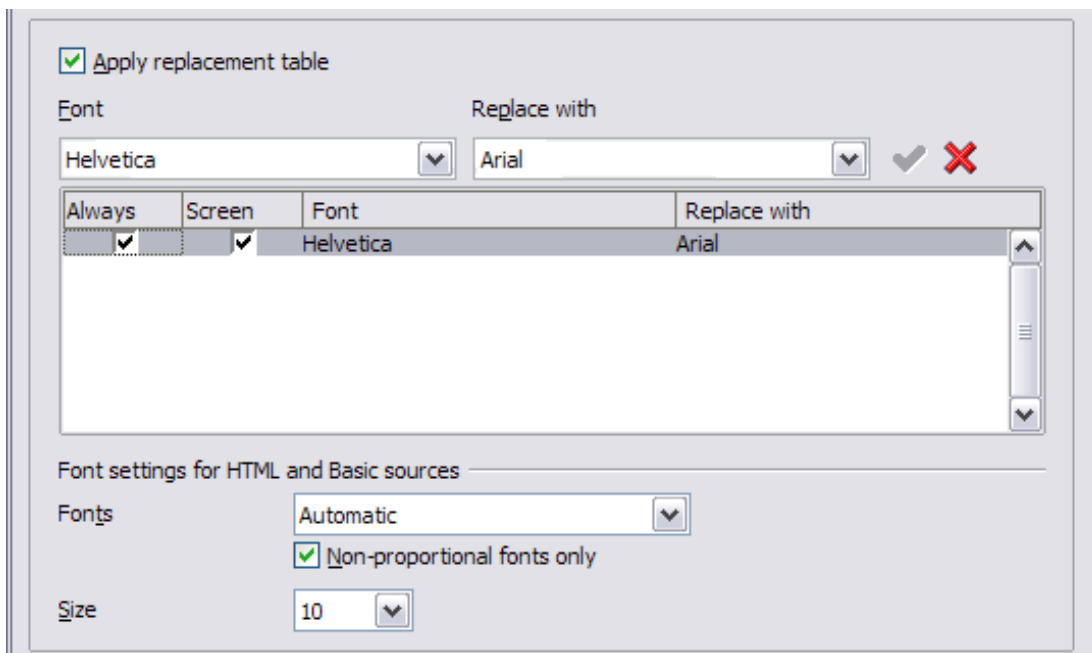 Apply replacement table
Font Replace with
Helvetica Arial
Always Screen Font Replace with
Helvetica Arial
Font settings for HTML and Basic sources
Fonts Automatic
Non-proportional fonts only
Size 10